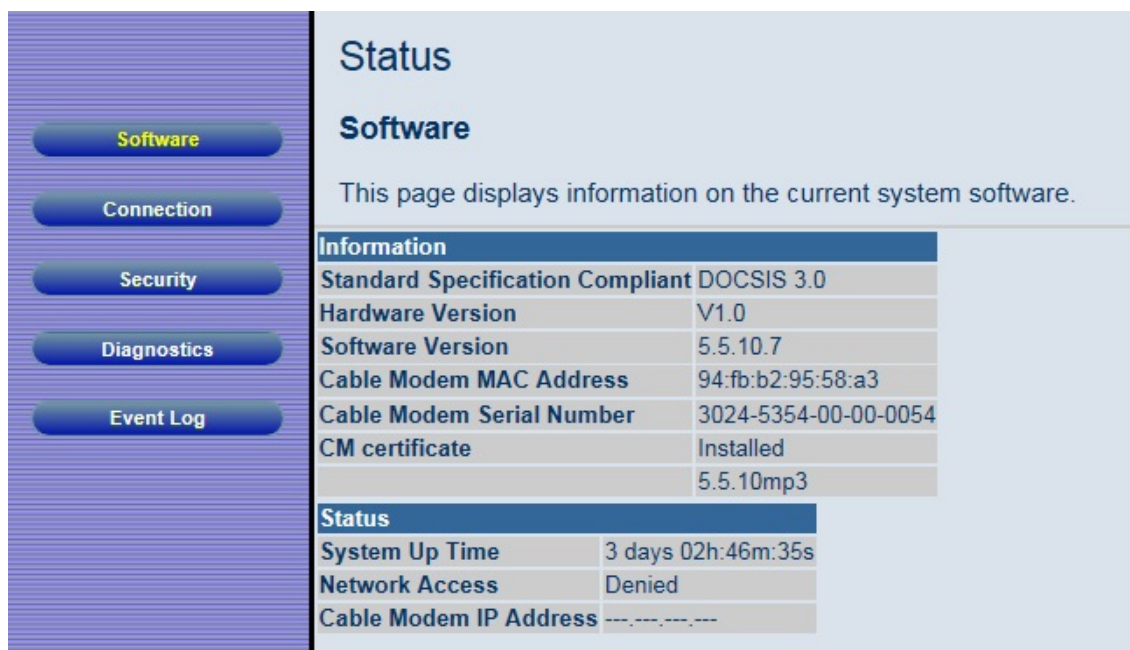 Software
Connection
Security
Diagnostics
Event Log
Status
Software
This page displays information on the current system software.
Information
Standard Specification Compliant DOCSIS 3.0
Hardware Version V1.0
Software Version 5.5.10.7
Cable Modem MAC Address 94:fb:b2:95:58:a3
Cable Modem Serial Number 3024-5354-00-00-0054
CM certificate Installed
5.5.10mp3
Status
System Up Time 3 days 02h:46m:35s
Network Access Denied
Cable Modem IP Address ---.---.---.---